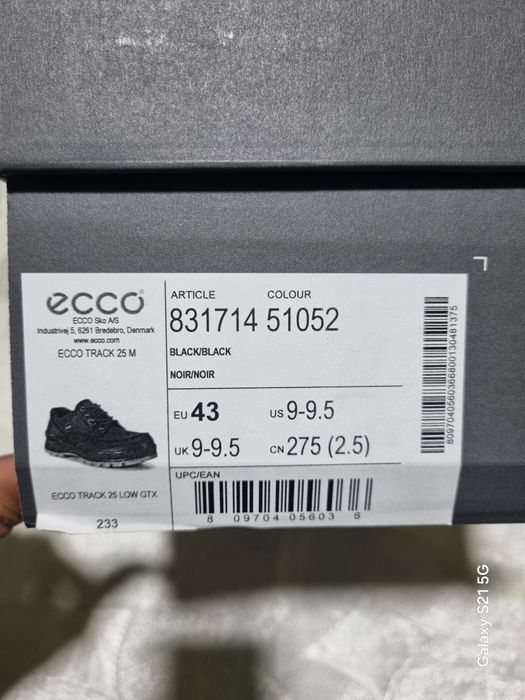 ecco®
ECCO Sko A/S
Industrivej 5, 6261 Bredebro, Denmark
www.ecco.com
ECCO TRACK 25 M
ECCO TRACK 25 LOW GTX
233
ARTICLE COLOUR
831714 51052
BLACK/BLACK
NOIR/NOIR
EU 43 US 9-9.5
UK 9-9.5 CN 275 (2.5)
UPC/EAN
8 09704 05603 6
8097040560366800130481375
Galaxy S21 5G